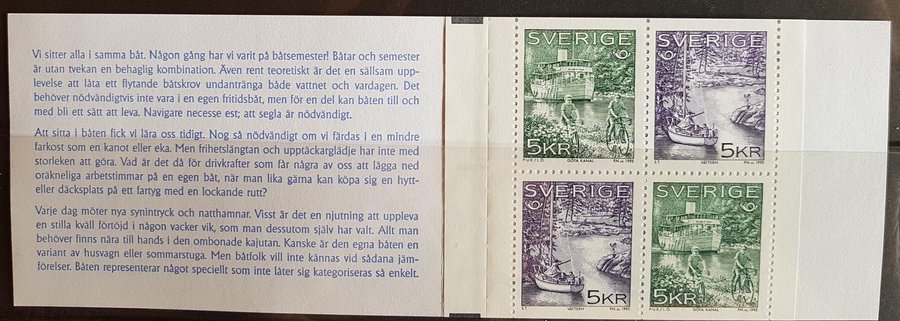 Vi sitter alla i samma båt. Någon gång har vi varit på båtsemester! Båtar och semester
är utan tvekan en behaglig kombination. Även rent teoretiskt är det en sällsam upp-
levelse att låta ett flytande båtskrov undantränga både vattnet och vardagen. Det
behöver nödvändigtvis inte vara i en egen fritidsbåt, men för en del kan båten till och
med bli ett sätt att leva. Navigare necesse est; att segla är nödvändigt.
Att sitta i båten fick vi lära oss tidigt. Nog så nödvändigt om vi färdas i en mindre
farkost som en kanot eller eka. Men frihetslängtan och upptäckarglädje har inte med
storleken att göra. Vad är det då för drivkrafter som får några av oss att lägga ned
oräkneliga arbetstimmar på en egen båt, när man lika gärna kan köpa sig en hytt-
eller däcksplats på ett fartyg med en lockande rutt?
Varje dag möter nya synintryck och natthamnar. Visst är det en njutning att uppleva
en stilla kväll förtöjd i någon vacker vik, som man dessutom själv har valt. Allt man
behöver finns nära till hands i den ombonade kajutan. Kanske är den egna båten en
variant av husvagn eller sommarstuga. Men båtfolk vill inte kännas vid sådana jäm-
förelser. Båten representerar något speciellt som inte låter sig kategoriseras så enkelt.
SVERIGE
5KR
GÖTA KANAL
1995
SVERIGE
5KR
VÄTTERN
1995
SVERIGE
5KR
VÄTTERN
1995
SVERIGE
5KR
GÖTA KANAL
1995